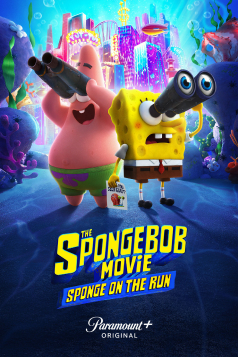 THE
SPONGEBOB
MOVIE
SPONGE ON THE RUN
Paramount+
ORIGINAL